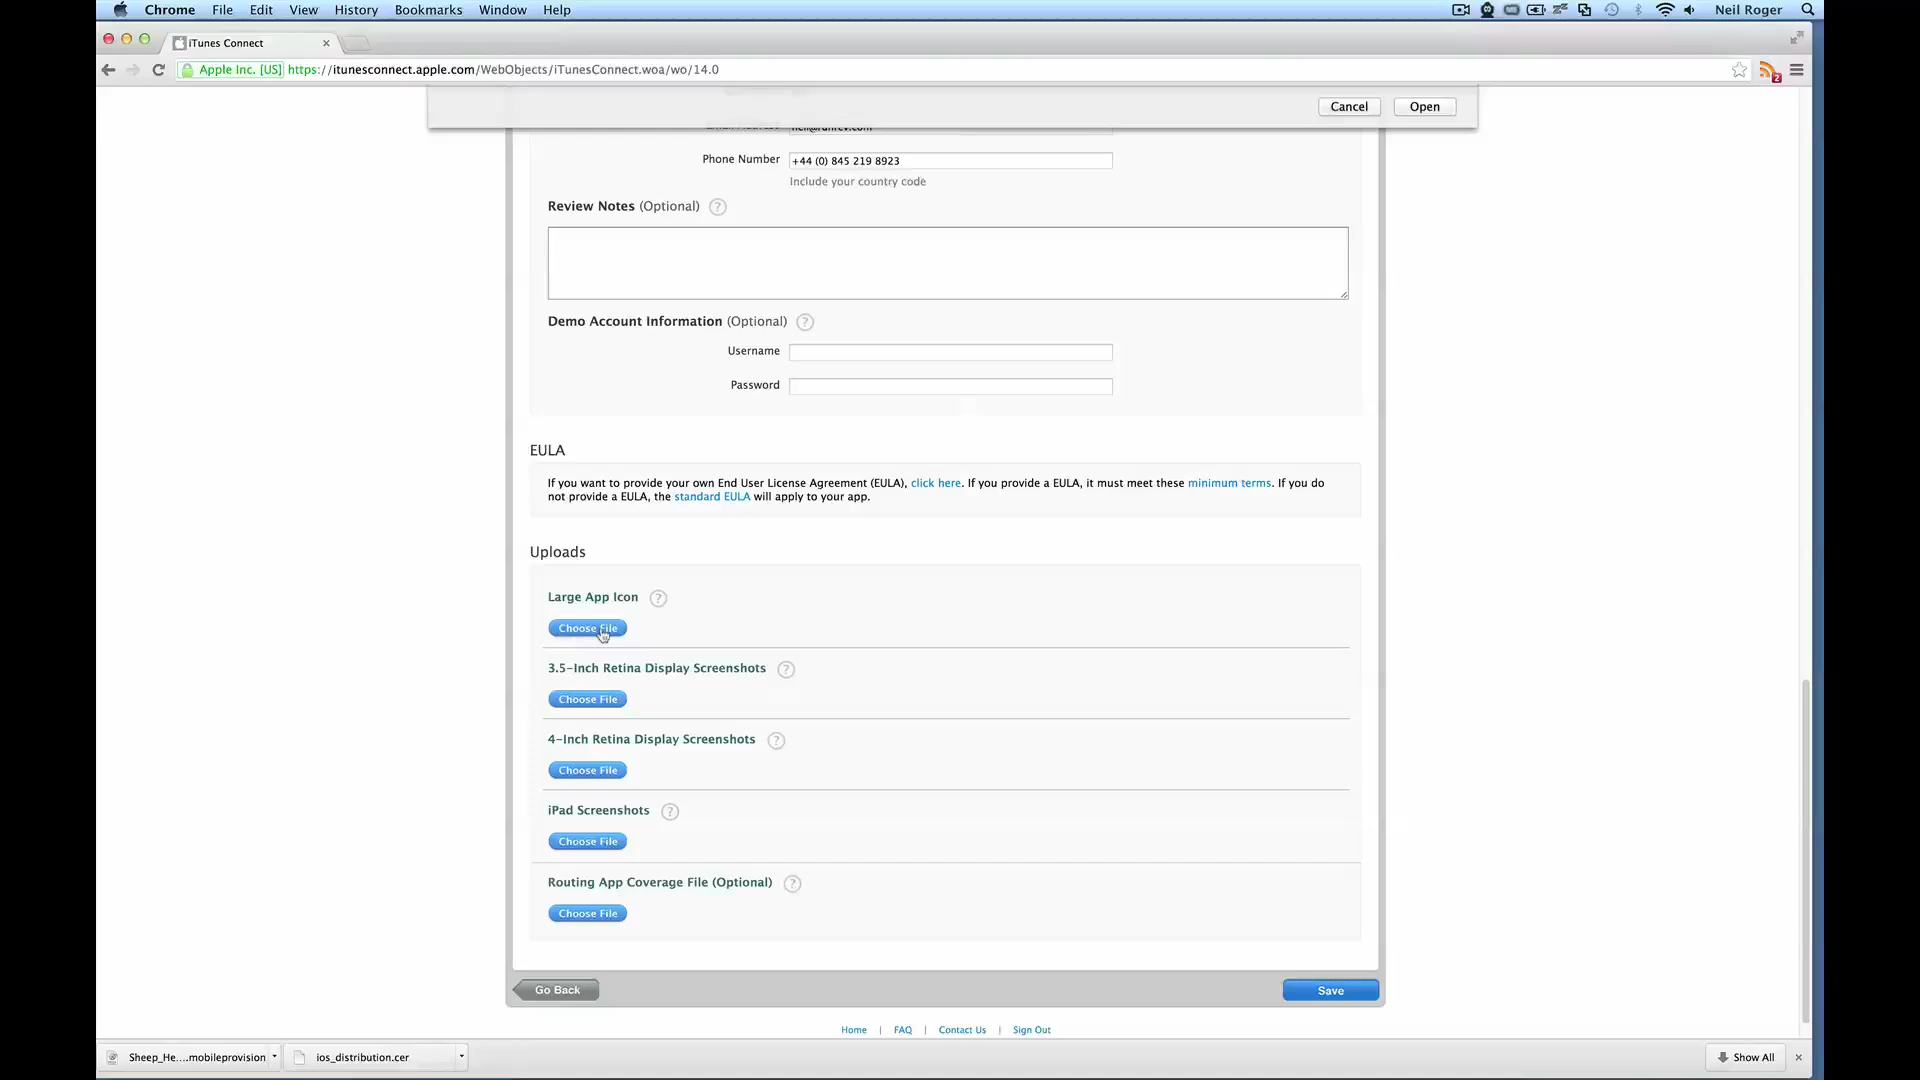 Chrome File Edit View History Bookmarks Window Help Neil Roger
iTunes Connect
Apple Inc. [US] https://itunesconnect.apple.com/WebObjects/iTunesConnect.woa/wo/14.0
Cancel Open
Phone Number +44 (0) 845 219 8923
Include your country code
Review Notes (Optional) ?
Demo Account Information (Optional) ?
Username
Password
EULA
If you want to provide your own End User License Agreement (EULA), click here. If you provide a EULA, it must meet these minimum terms. If you do
not provide a EULA, the standard EULA will apply to your app.
Uploads
Large App Icon ?
Choose File
3.5-Inch Retina Display Screenshots ?
Choose File
4-Inch Retina Display Screenshots ?
Choose File
iPad Screenshots ?
Choose File
Routing App Coverage File (Optional) ?
Choose File
Go Back Save
Home | FAQ | Contact Us | Sign Out
Sheep_He....mobileprovision ios_distribution.cer Show All